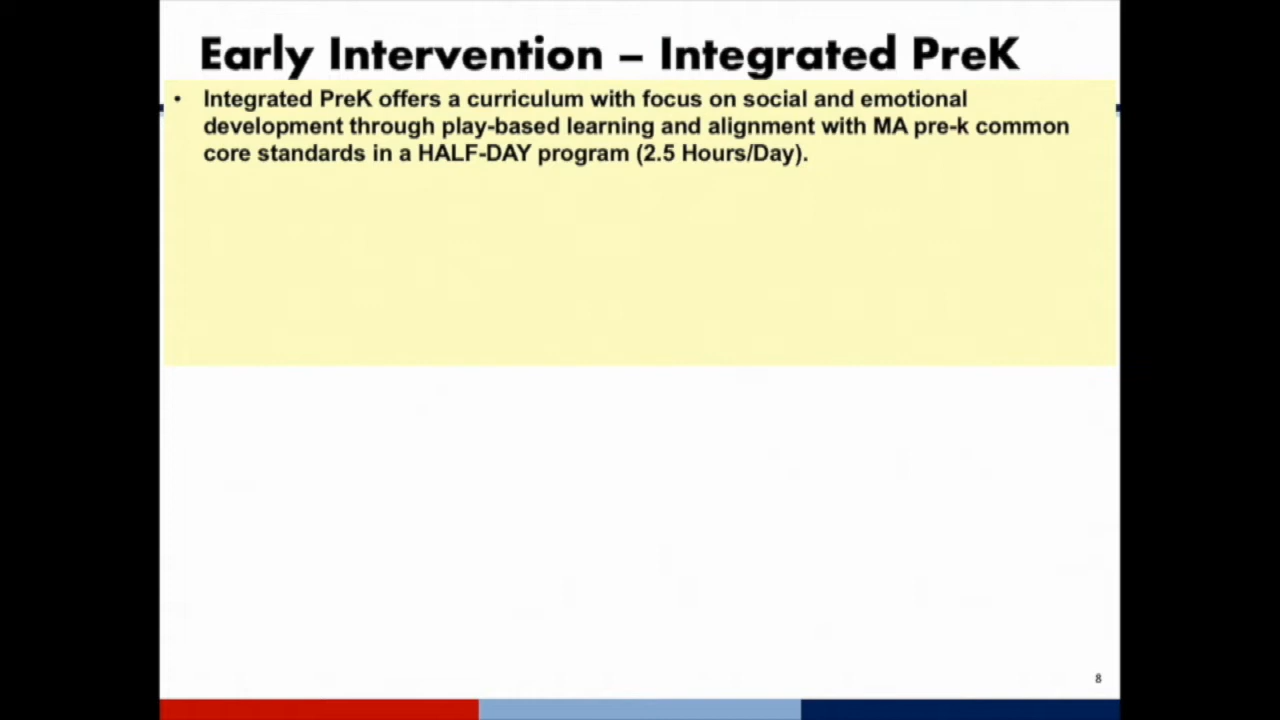 Early Intervention – Integrated PreK
• Integrated PreK offers a curriculum with focus on social and emotional
development through play-based learning and alignment with MA pre-k common
core standards in a HALF-DAY program (2.5 Hours/Day).
8